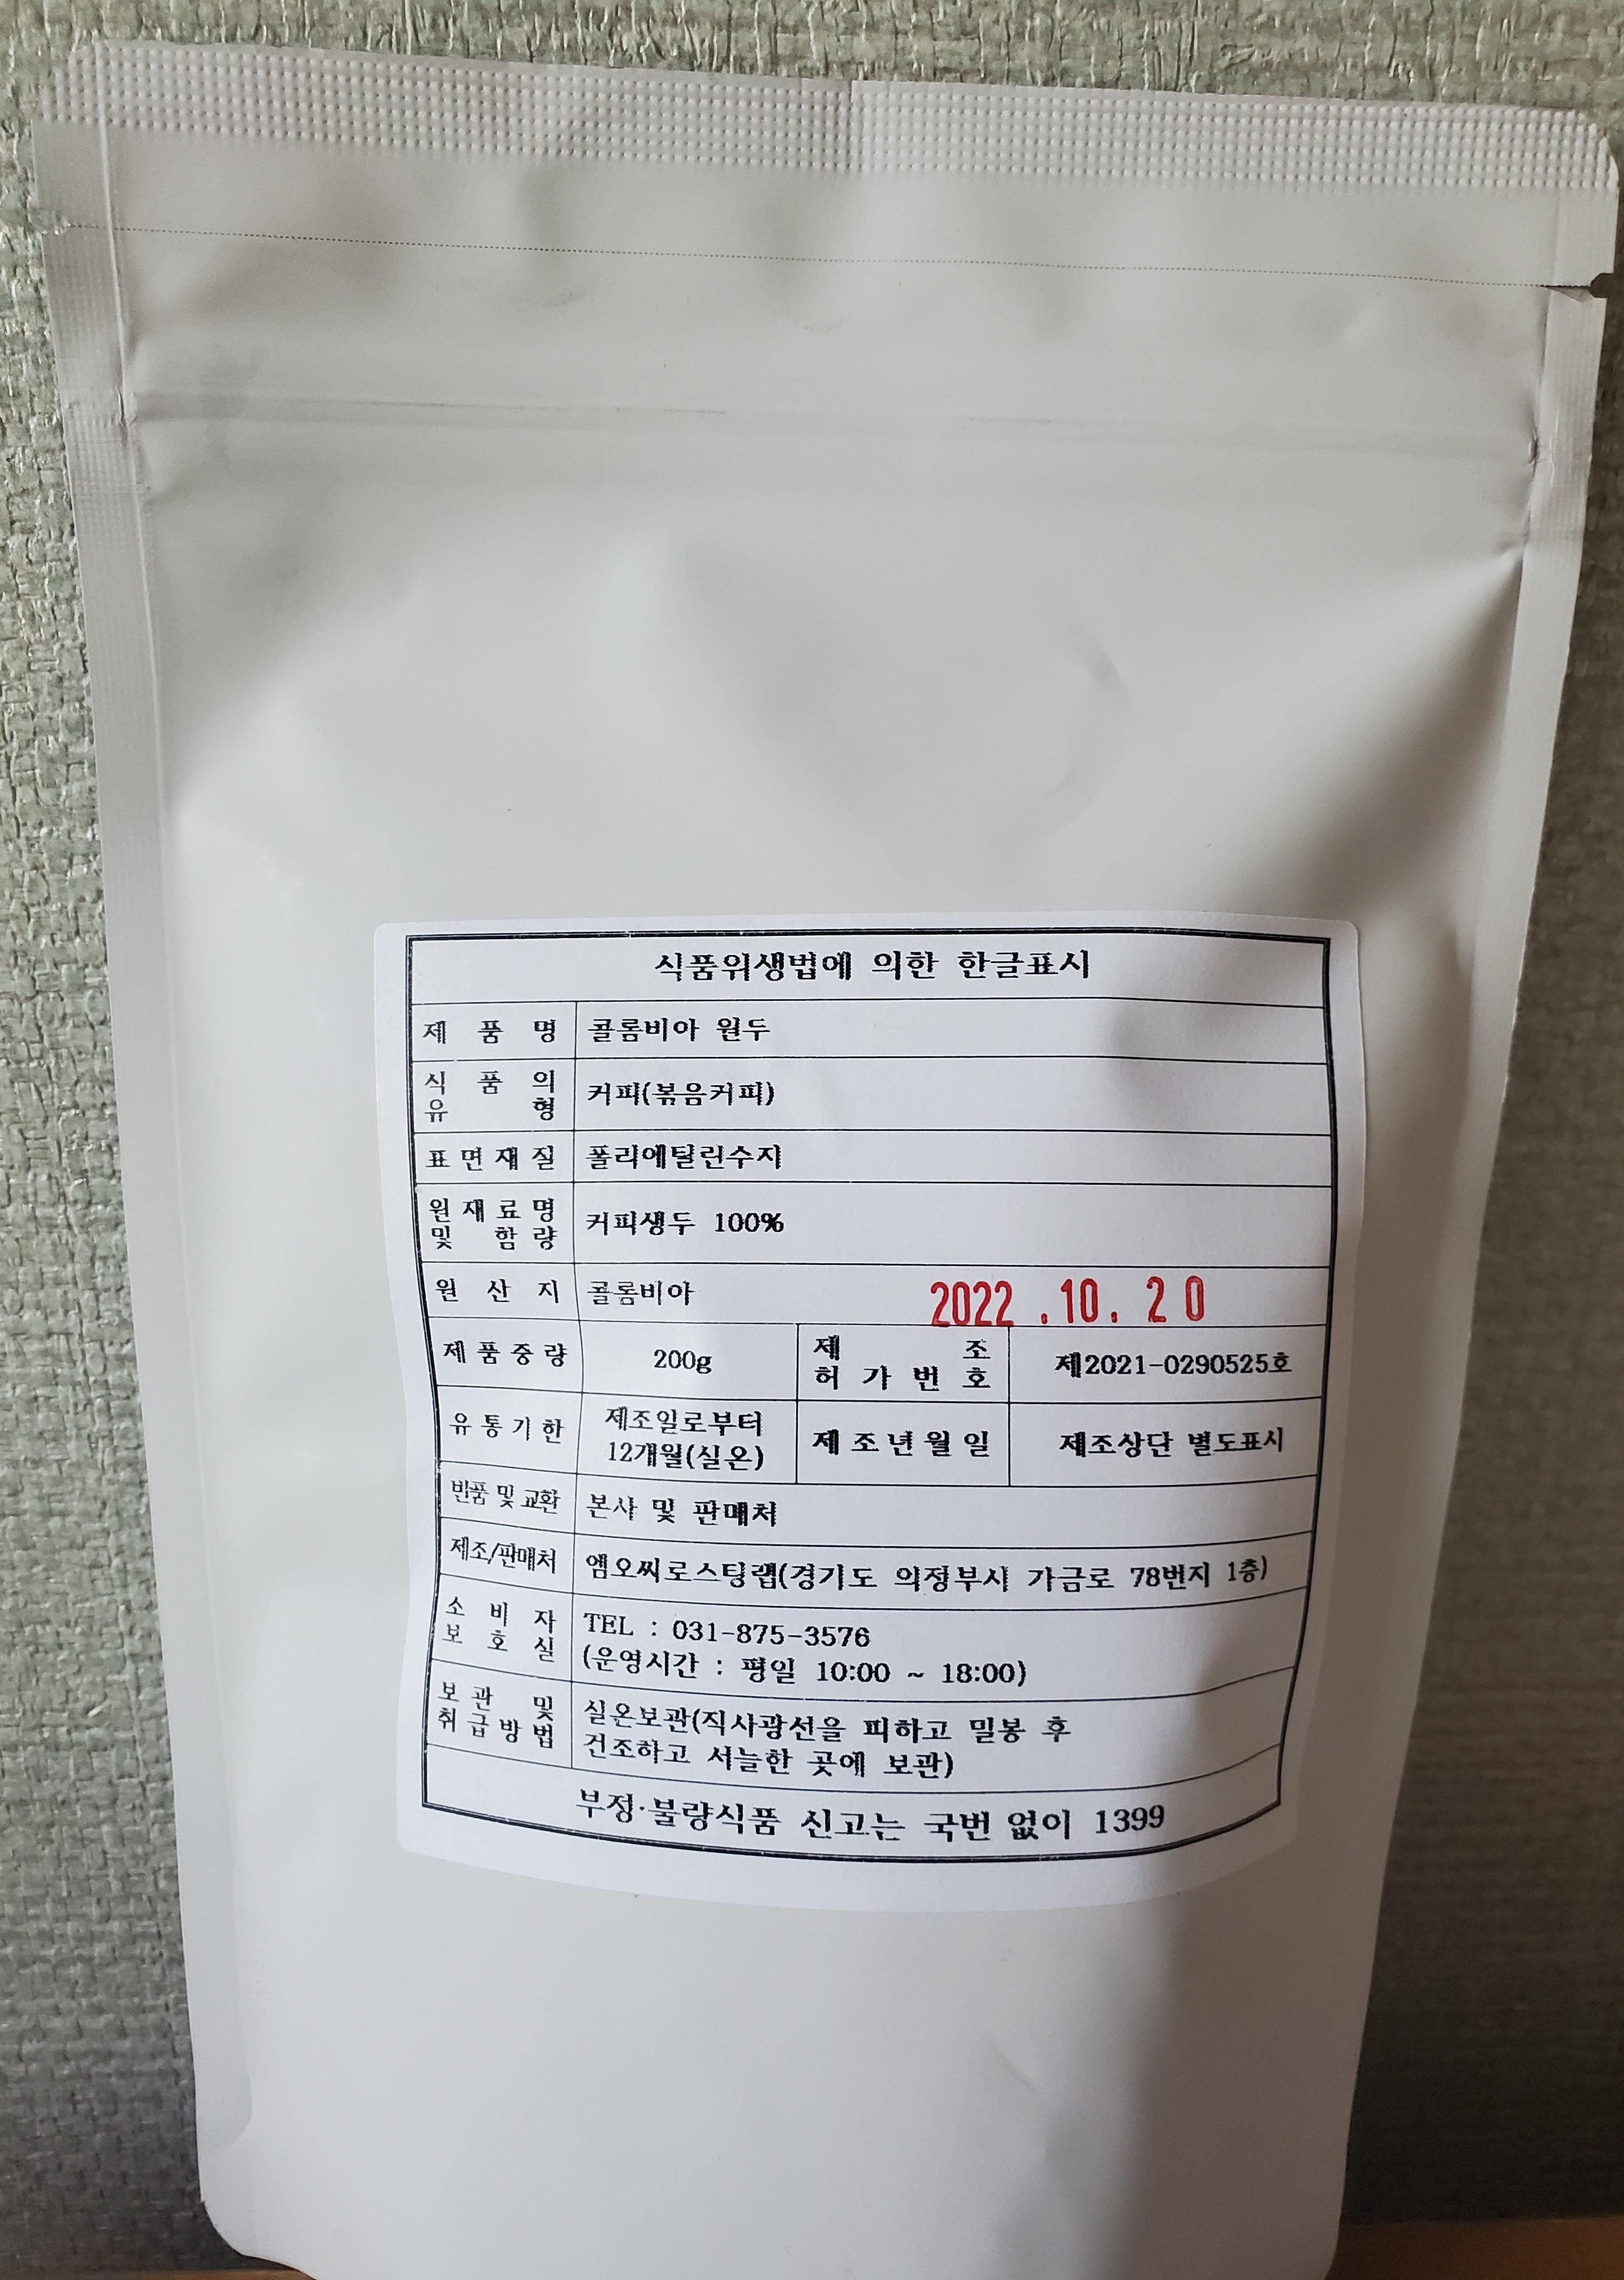 식품위생법에 의한 한글표시
제 품 명 콜롬비아 원두
식 품 의
유 형
커피(볶음커피)
표면재질 폴리에틸린수지
원재료명
및 함량
커피생두 100%
원 산 지 콜롬비아 2022 .10. 20
제품중량 200g
제 조
허가번호
제2021-0290525호
유통기한
제조일로부터
12개월(실온)
제조년월일 제조상단 별도표시
반품 및 교환 본사 및 판매처
제조/판매처 엠오씨로스팅랩(경기도 의정부시 가금로 78번지 1층)
소 비 자
보 호 실
TEL : 031-875-3576
(운영시간 : 평일 10:00 ~ 18:00)
보관 및
취급방법
실온보관(직사광선을 피하고 밀봉 후
건조하고 서늘한 곳에 보관)
부정·불량식품 신고는 국번 없이 1399